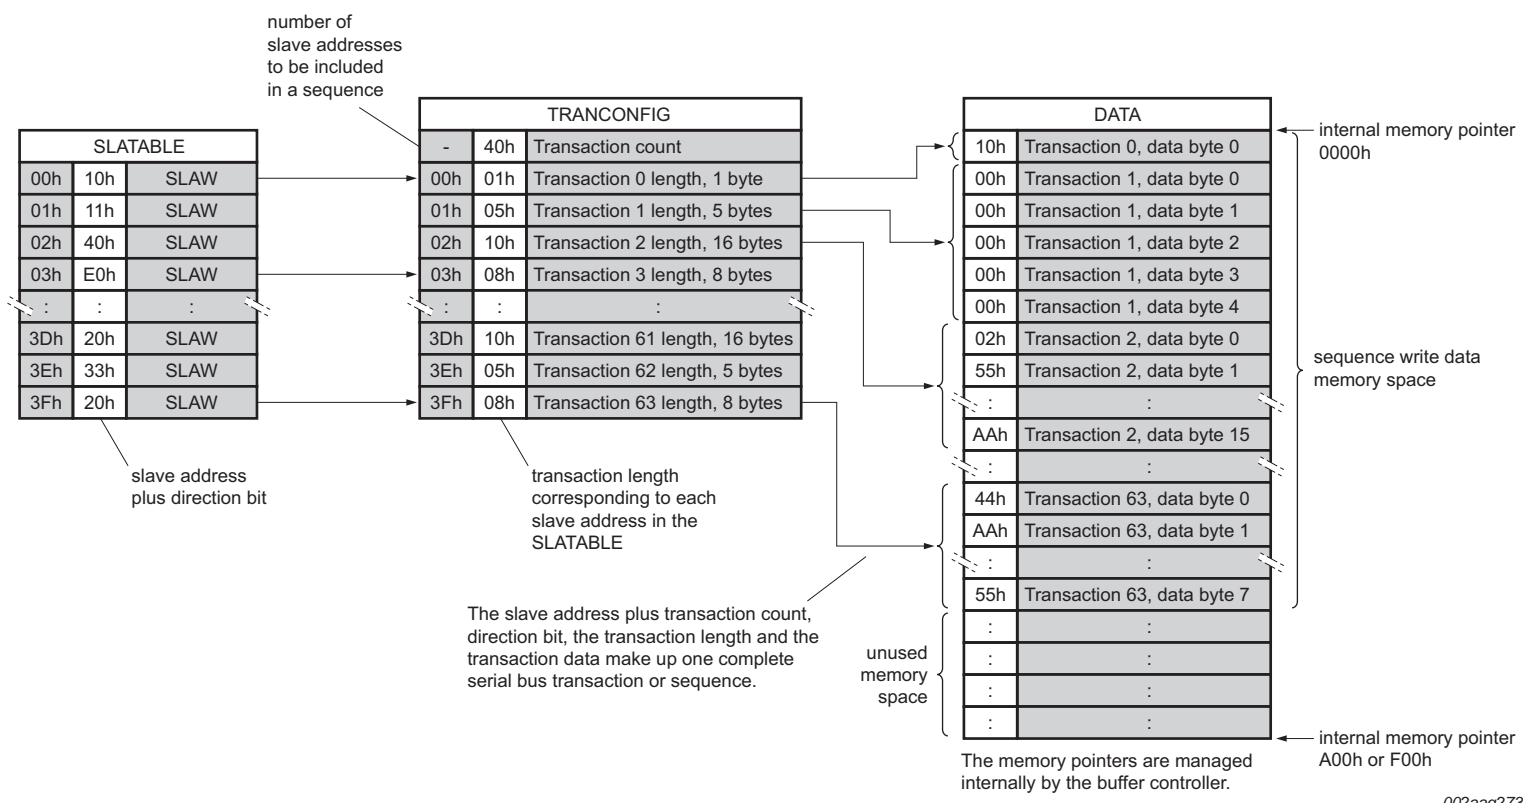 number of
slave addresses
to be included
in a sequence
SLATABLE
00h 10h SLAW
01h 11h SLAW
02h 40h SLAW
03h E0h SLAW
: : :
3Dh 20h SLAW
3Eh 33h SLAW
3Fh 20h SLAW
slave address
plus direction bit
TRANCONFIG
- 40h Transaction count
00h 01h Transaction 0 length, 1 byte
01h 05h Transaction 1 length, 5 bytes
02h 10h Transaction 2 length, 16 bytes
03h 08h Transaction 3 length, 8 bytes
: : :
3Dh 10h Transaction 61 length, 16 bytes
3Eh 05h Transaction 62 length, 5 bytes
3Fh 08h Transaction 63 length, 8 bytes
transaction length
corresponding to each
slave address in the
SLATABLE
The slave address plus transaction count,
direction bit, the transaction length and the
transaction data make up one complete
serial bus transaction or sequence.
DATA
10h Transaction 0, data byte 0
00h Transaction 1, data byte 0
00h Transaction 1, data byte 1
00h Transaction 1, data byte 2
00h Transaction 1, data byte 3
00h Transaction 1, data byte 4
02h Transaction 2, data byte 0
55h Transaction 2, data byte 1
: :
AAh Transaction 2, data byte 15
: :
44h Transaction 63, data byte 0
AAh Transaction 63, data byte 1
: :
55h Transaction 63, data byte 7
: :
: :
: :
: :
unused
memory
space
internal memory pointer
0000h
sequence write data
memory space
internal memory pointer
A00h or F00h
The memory pointers are managed
internally by the buffer controller.